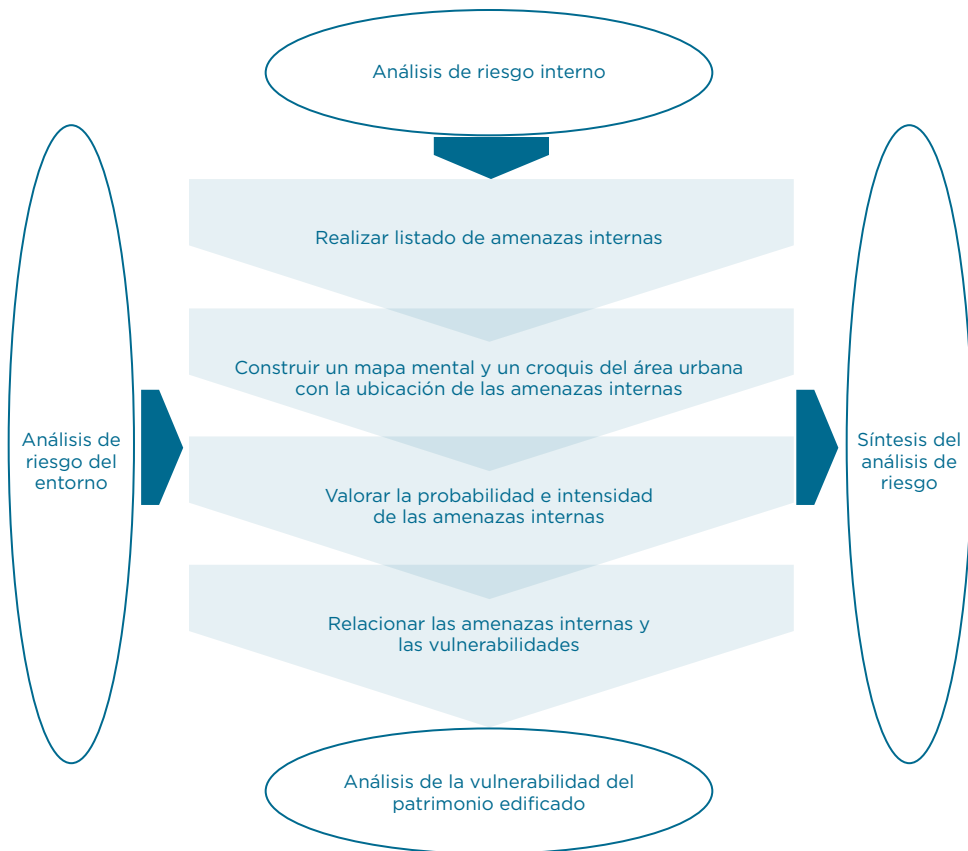 Análisis de riesgo interno
Realizar listado de amenazas internas
Construir un mapa mental y un croquis del área urbana
con la ubicación de las amenazas internas
Análisis de
riesgo del
entorno
Síntesis del
análisis de
riesgo
Valorar la probabilidad e intensidad
de las amenazas internas
Relacionar las amenazas internas y
las vulnerabilidades
Análisis de la vulnerabilidad del
patrimonio edificado